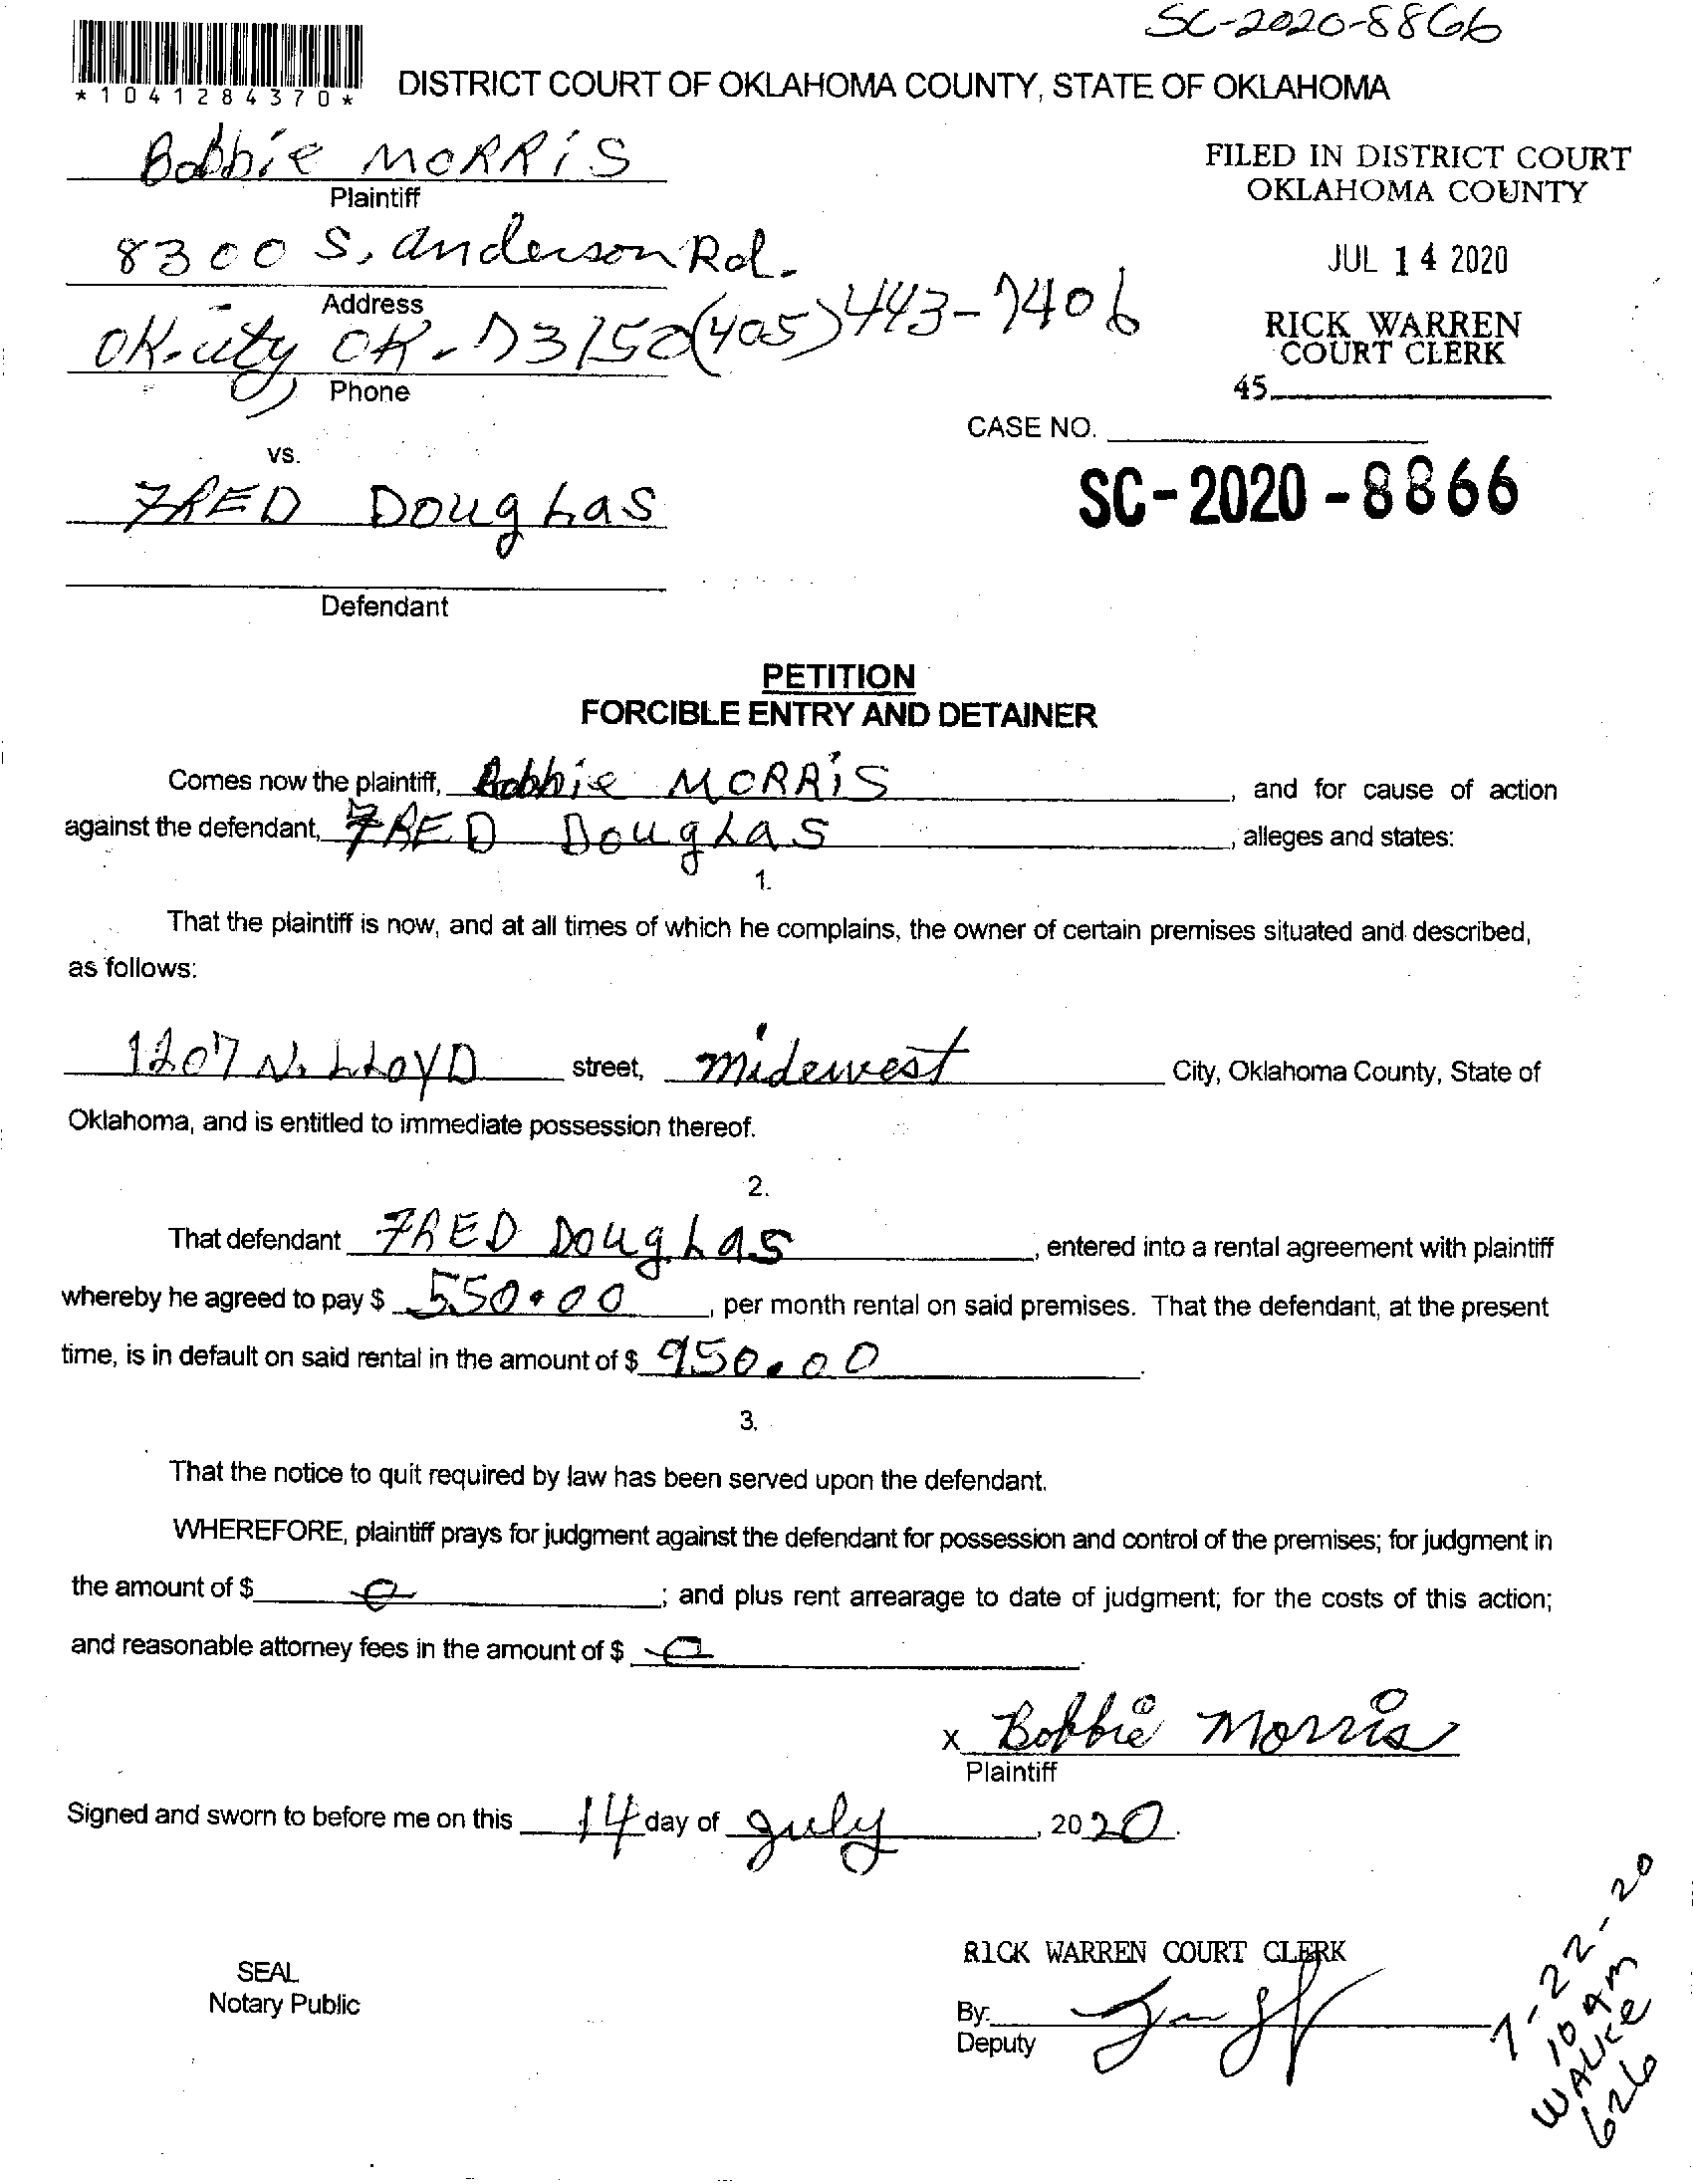 SC-2020-8866
*1041284370*
DISTRICT COURT OF OKLAHOMA COUNTY, STATE OF OKLAHOMA
Bobbie MORRiS
Plaintiff
FILED IN DISTRICT COURT
OKLAHOMA COUNTY
8300 S, anderson Rd.
Address
JUL 14 2020
OK. city OK. 73150 (405) 443-7406
Phone
RICK WARREN
COURT CLERK
45
CASE NO.
vs.
SC-2020-8866
FRED DougLas
Defendant
PETITION
FORCIBLE ENTRY AND DETAINER
Comes now the plaintiff, Bobbie MORRiS, and for cause of action
against the defendant, FRED DougLas, alleges and states:
1.
That the plaintiff is now, and at all times of which he complains, the owner of certain premises situated and described,
as follows:
1207 N. LLOYD street, midewest City, Oklahoma County, State of
Oklahoma, and is entitled to immediate possession thereof.
2.
That defendant FRED DougLas, entered into a rental agreement with plaintiff
whereby he agreed to pay $ 550.00, per month rental on said premises. That the defendant, at the present
time, is in default on said rental in the amount of $ 950.00.
3.
That the notice to quit required by law has been served upon the defendant.
WHEREFORE, plaintiff prays for judgment against the defendant for possession and control of the premises; for judgment in
the amount of $ 0; and plus rent arrearage to date of judgment; for the costs of this action;
and reasonable attorney fees in the amount of $ 0.
x Bobbie Morris
Plaintiff
Signed and sworn to before me on this 14 day of July, 2020.
SEAL
Notary Public
RICK WARREN COURT CLERK
By:
Deputy
7-22-20
10 am
WALKE
626